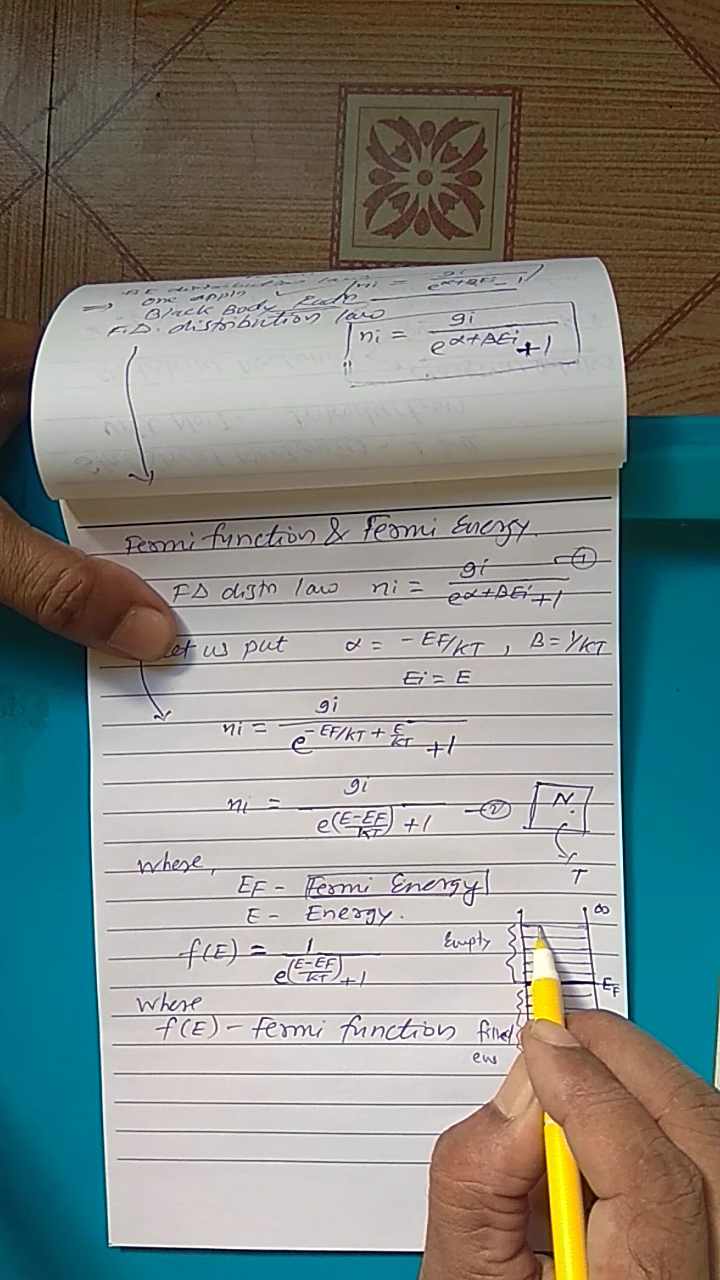 BE distribution law ni = gi / e^α+βEi - 1
⇒ one apply
Black Body Radn
F.D. distribution law ni = gi / e^α+βEi + 1
Fermi function & Fermi Energy.
FD distn law ni = gi / e^α+βEi + 1 — ①
Let us put α = -EF/KT , β = 1/KT
Ei = E
ni = gi / e^-EF/KT + E/KT + 1
ni = gi / e^(E-EF/KT) + 1 — ② N
T
Where,
EF - Fermi Energy
E - Energy.
∞
Empty
f(E) = 1 / e^(E-EF/KT) + 1
EF
where
f(E) - Fermi function filled